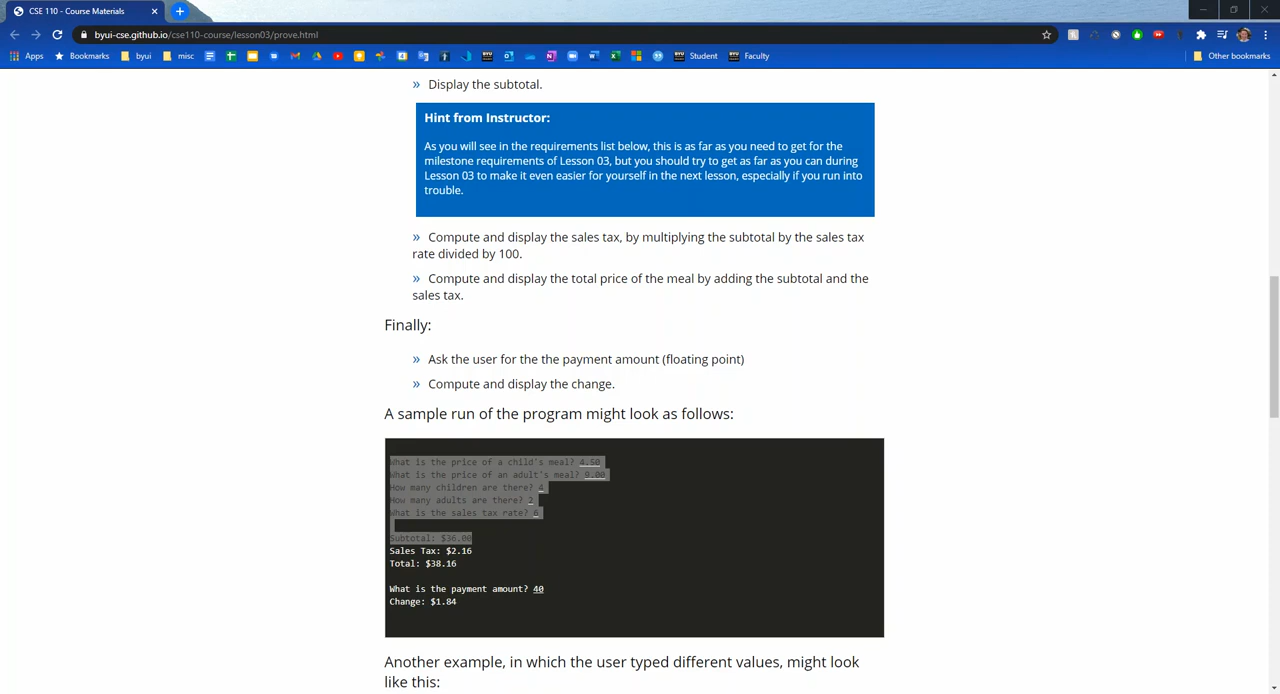 CSE 110 - Course Materials
byui-cse.github.io/cse110-course/lesson03/prove.html
Apps Bookmarks byui misc Student Faculty Other bookmarks
» Display the subtotal.
Hint from Instructor:
As you will see in the requirements list below, this is as far as you need to get for the
milestone requirements of Lesson 03, but you should try to get as far as you can during
Lesson 03 to make it even easier for yourself in the next lesson, especially if you run into
trouble.
» Compute and display the sales tax, by multiplying the subtotal by the sales tax
rate divided by 100.
» Compute and display the total price of the meal by adding the subtotal and the
sales tax.
Finally:
» Ask the user for the the payment amount (floating point)
» Compute and display the change.
A sample run of the program might look as follows:
What is the price of a child's meal? 4.50
What is the price of an adult's meal? 9.00
How many children are there? 4
How many adults are there? 2
What is the sales tax rate? 6
Subtotal: $36.00
Sales Tax: $2.16
Total: $38.16
What is the payment amount? 40
Change: $1.84
Another example, in which the user typed different values, might look
like this: